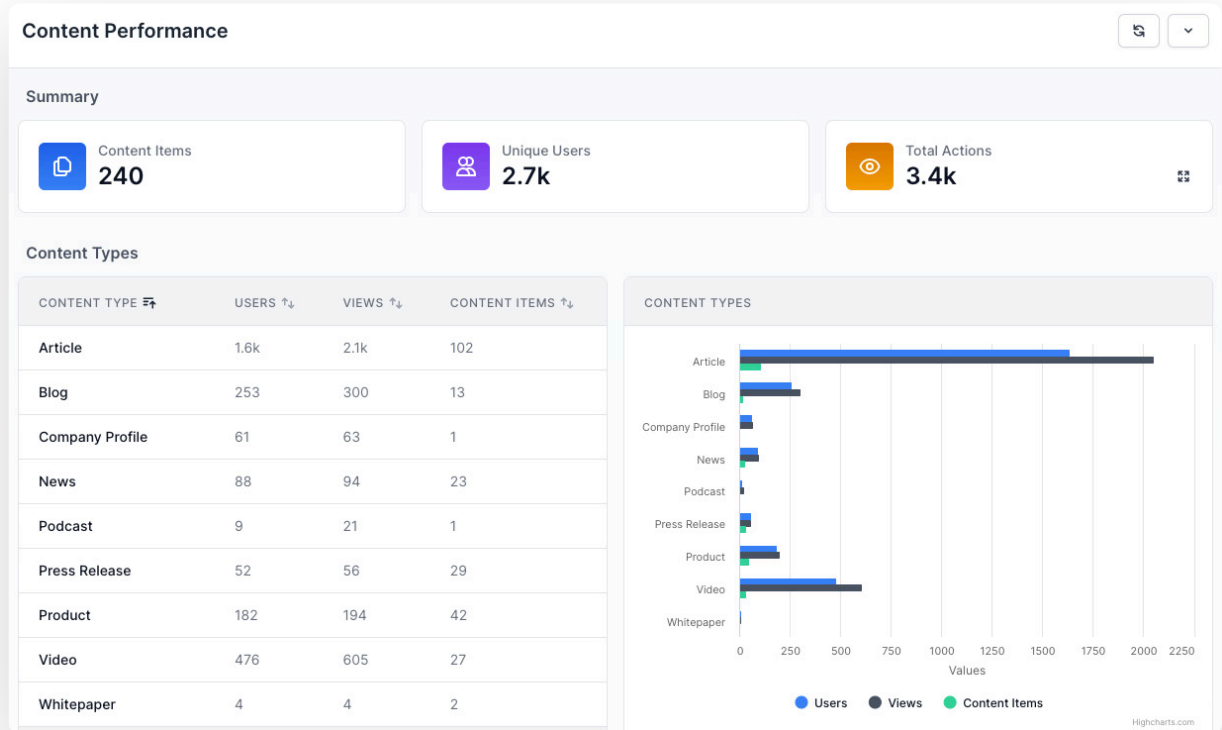 Content Performance
Summary
Content Items
240
Unique Users
2.7k
Total Actions
3.4k
Content Types
CONTENT TYPE USERS VIEWS CONTENT ITEMS
Article 1.6k 2.1k 102
Blog 253 300 13
Company Profile 61 63 1
News 88 94 23
Podcast 9 21 1
Press Release 52 56 29
Product 182 194 42
Video 476 605 27
Whitepaper 4 4 2
CONTENT TYPES
Article
Blog
Company Profile
News
Podcast
Press Release
Product
Video
Whitepaper
0 250 500 750 1000 1250 1500 1750 2000 2250
Values
Users Views Content Items
Highcharts.com